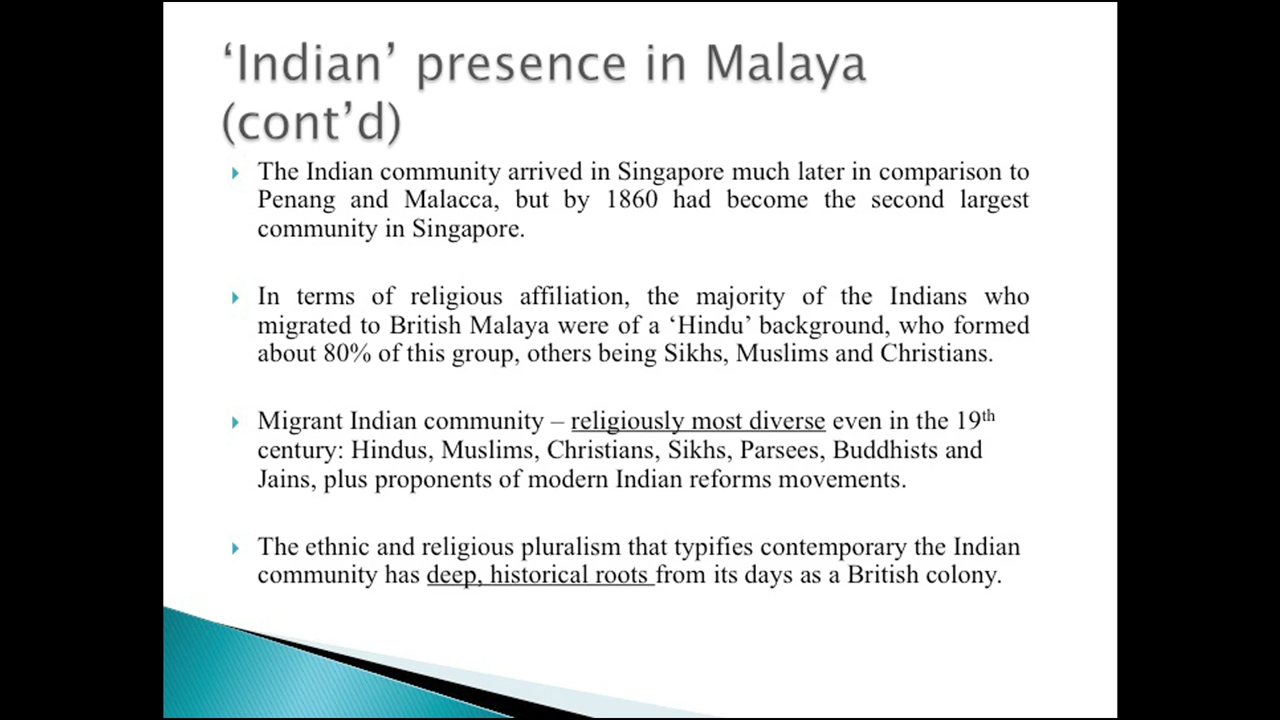 ‘Indian’ presence in Malaya
(cont’d)
The Indian community arrived in Singapore much later in comparison to
Penang and Malacca, but by 1860 had become the second largest
community in Singapore.
In terms of religious affiliation, the majority of the Indians who
migrated to British Malaya were of a ‘Hindu’ background, who formed
about 80% of this group, others being Sikhs, Muslims and Christians.
Migrant Indian community – religiously most diverse even in the 19th
century: Hindus, Muslims, Christians, Sikhs, Parsees, Buddhists and
Jains, plus proponents of modern Indian reforms movements.
The ethnic and religious pluralism that typifies contemporary the Indian
community has deep, historical roots from its days as a British colony.